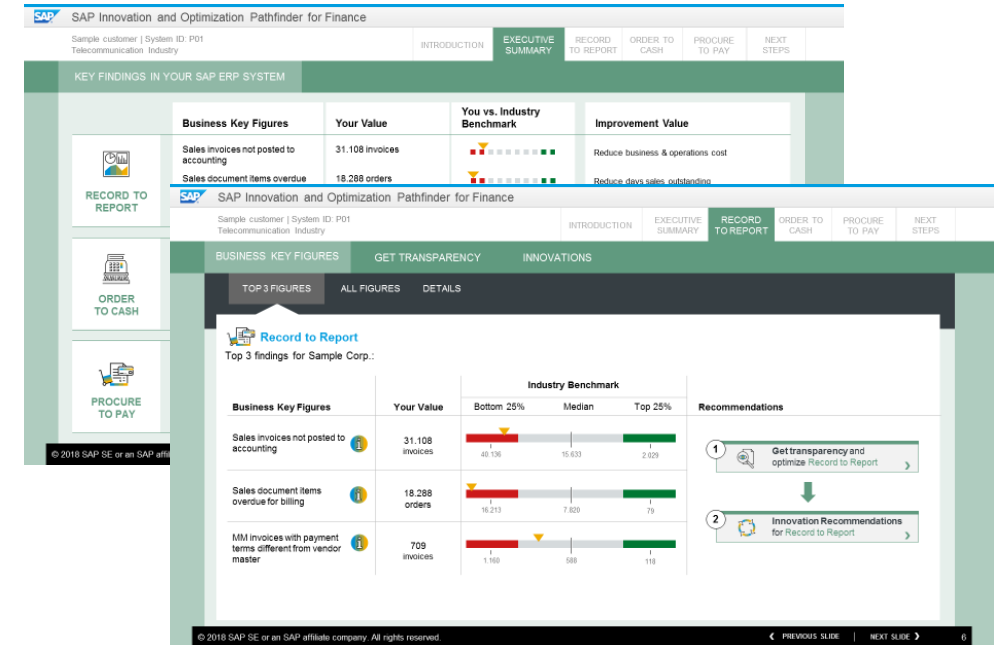 SAP SAP Innovation and Optimization Pathfinder for Finance
Sample customer | System ID: P01
Telecommunication Industry
INTRODUCTION
EXECUTIVE
SUMMARY
RECORD
TO REPORT
ORDER TO
CASH
PROCURE
TO PAY
NEXT
STEPS
KEY FINDINGS IN YOUR SAP ERP SYSTEM
Business Key Figures
Your Value
You vs. Industry
Benchmark
Improvement Value
Sales invoices not posted to
accounting
31.108 invoices
Reduce business & operations cost
Sales document items overdue
18.288 orders
Reduce days sales outstanding
RECORD TO
REPORT
ORDER
TO CASH
PROCURE
TO PAY
© 2018 SAP SE or an SAP
SAP SAP Innovation and Optimization Pathfinder for Finance
Sample customer | System ID: P01
Telecommunication Industry
INTRODUCTION
EXECUTIVE
SUMMARY
RECORD
TO REPORT
ORDER TO
CASH
PROCURE
TO PAY
NEXT
STEPS
BUSINESS KEY FIGURES
GET TRANSPARENCY
INNOVATIONS
TOP 3 FIGURES
ALL FIGURES
DETAILS
Record to Report
Top 3 findings for Sample Corp.:
Industry Benchmark
Business Key Figures
Your Value
Bottom 25%
Median
Top 25%
Recommendations
Sales invoices not posted to
accounting
31.108
invoices
40.136
15.633
2.029
Sales document items
overdue for billing
18.288
orders
16.213
7.820
79
MM invoices with payment
terms different from vendor
master
709
invoices
1.160
568
118
1
Get transparency and
optimize Record to Report
2
Innovation Recommendations
for Record to Report
© 2018 SAP SE or an SAP affiliate company. All rights reserved.
PREVIOUS SLIDE | NEXT SLIDE
6